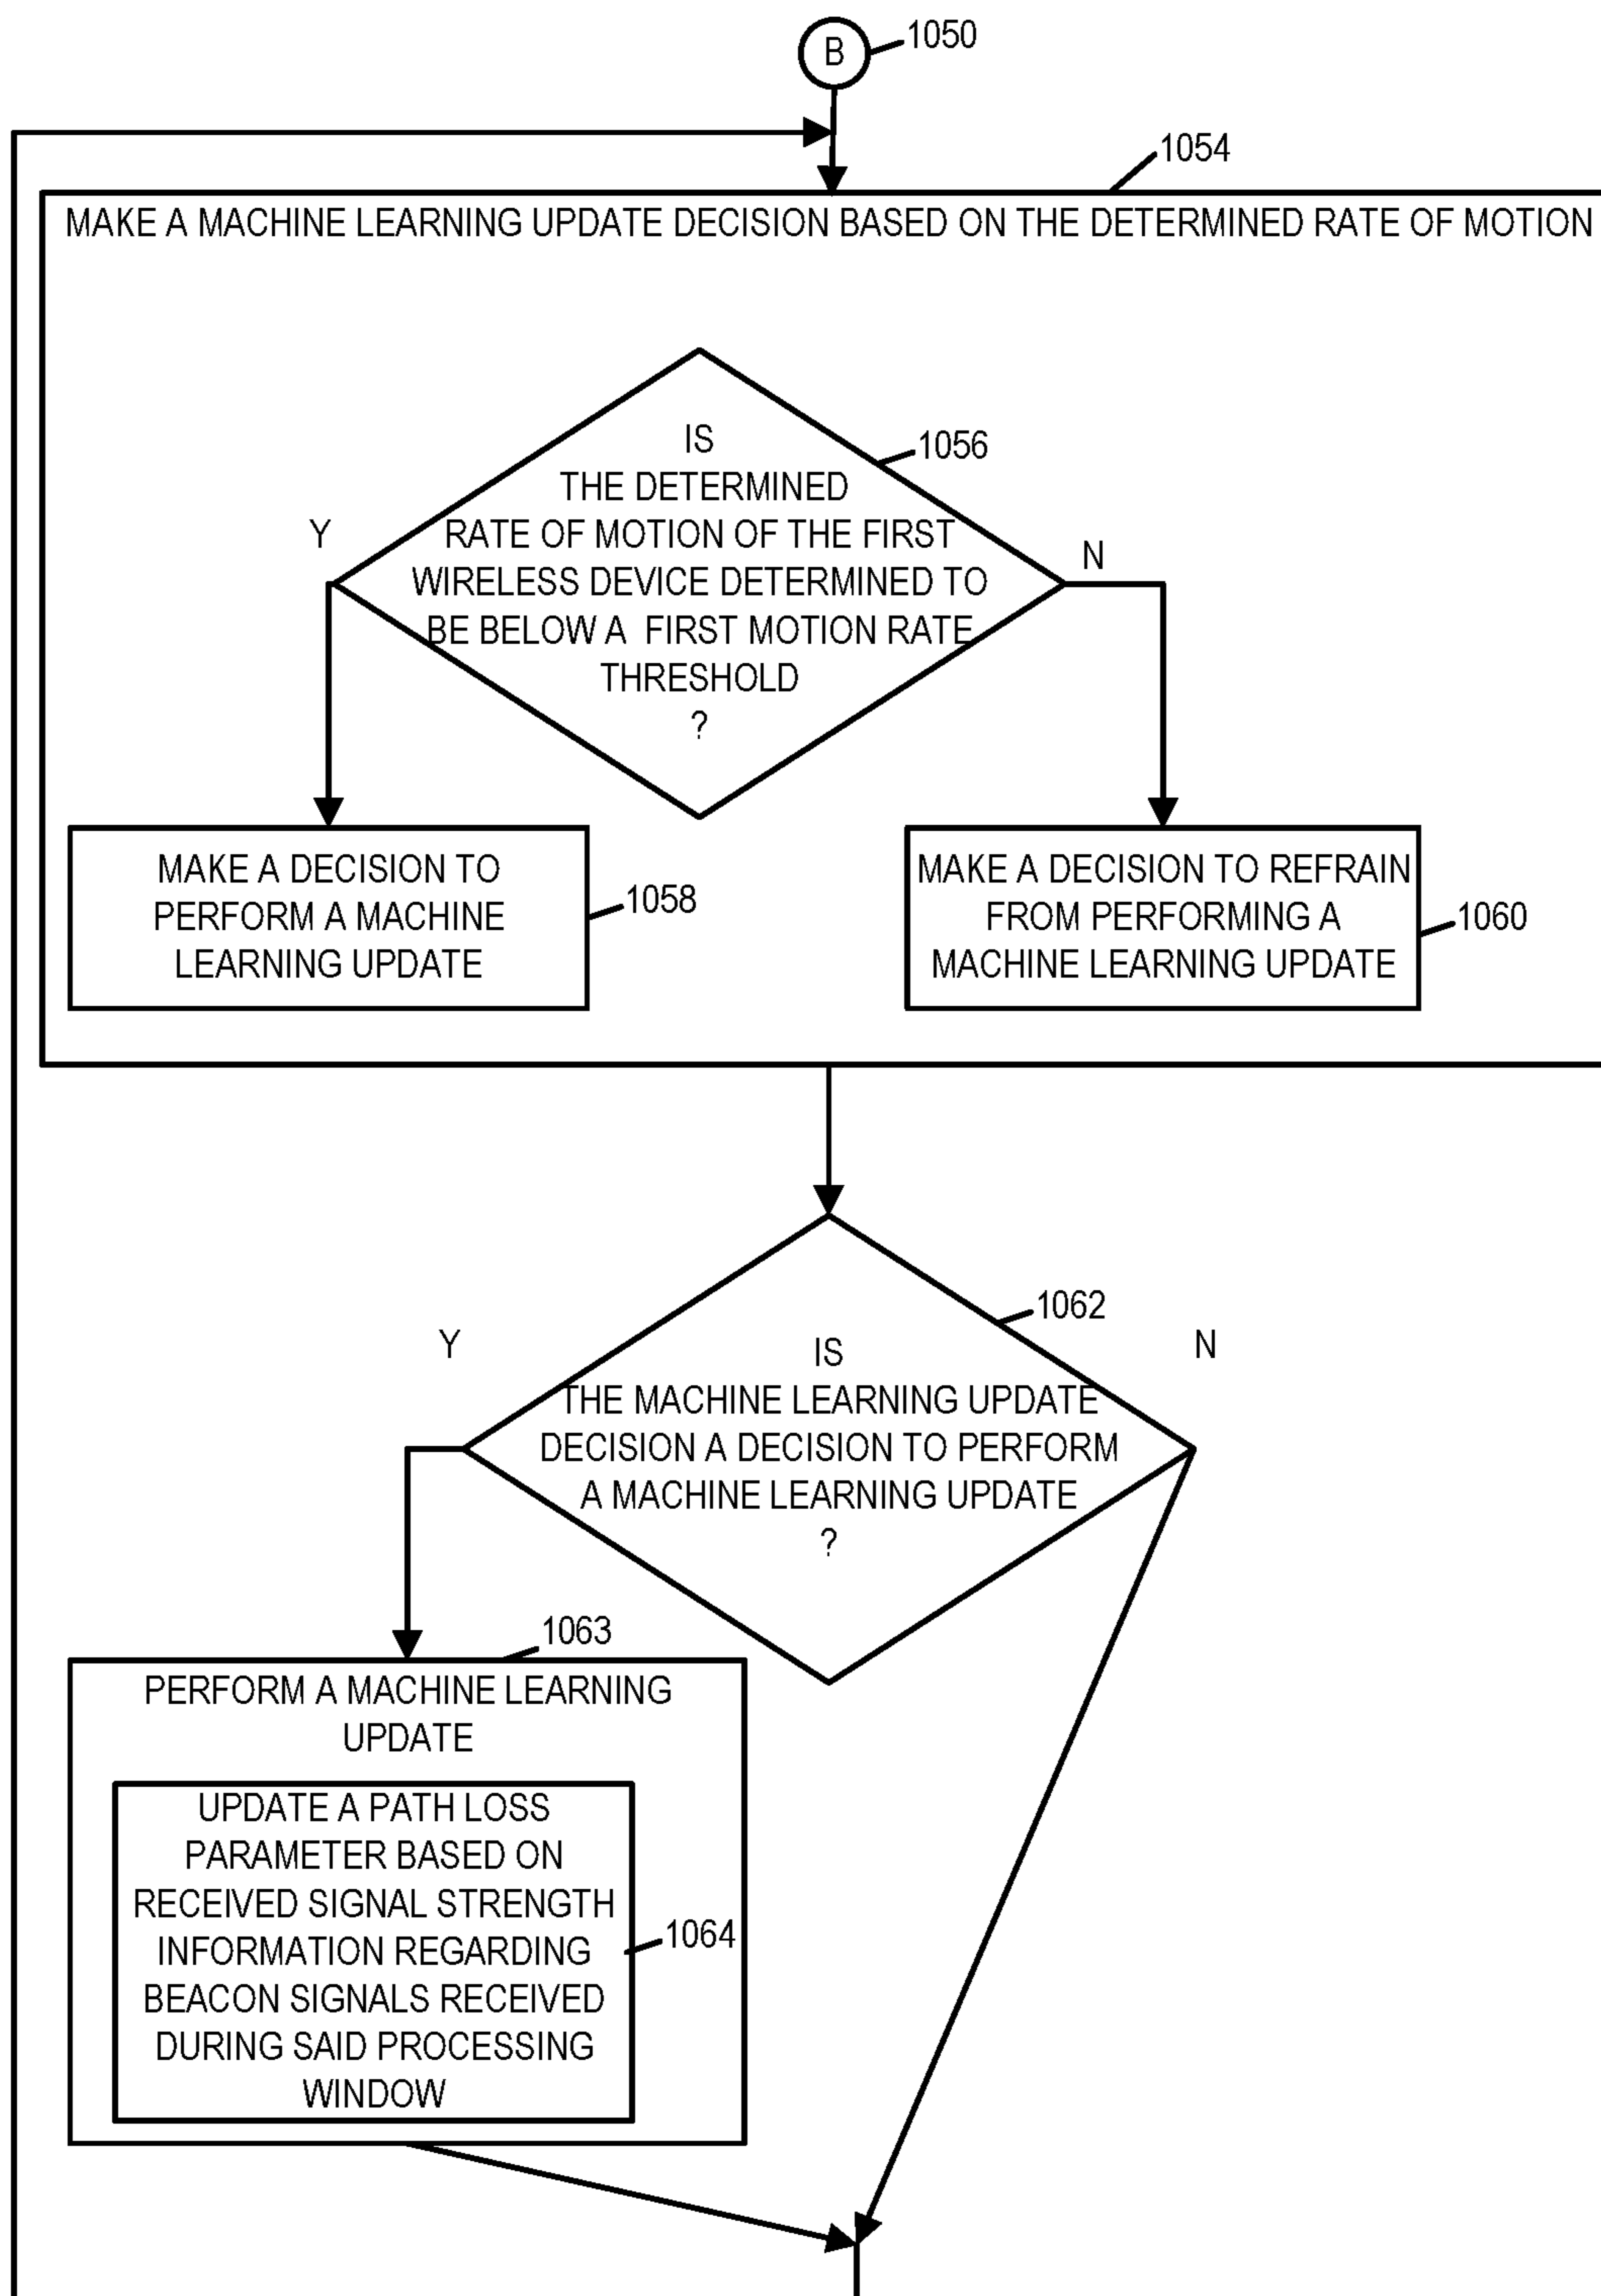 B
1050
1054
MAKE A MACHINE LEARNING UPDATE DECISION BASED ON THE DETERMINED RATE OF MOTION
IS
THE DETERMINED
RATE OF MOTION OF THE FIRST
WIRELESS DEVICE DETERMINED TO
BE BELOW A FIRST MOTION RATE
THRESHOLD
?
1056
Y
N
MAKE A DECISION TO
PERFORM A MACHINE
LEARNING UPDATE
1058
MAKE A DECISION TO REFRAIN
FROM PERFORMING A
MACHINE LEARNING UPDATE
1060
IS
THE MACHINE LEARNING UPDATE
DECISION A DECISION TO PERFORM
A MACHINE LEARNING UPDATE
?
1062
Y
N
1063
PERFORM A MACHINE LEARNING
UPDATE
UPDATE A PATH LOSS
PARAMETER BASED ON
RECEIVED SIGNAL STRENGTH
INFORMATION REGARDING
BEACON SIGNALS RECEIVED
DURING SAID PROCESSING
WINDOW
1064